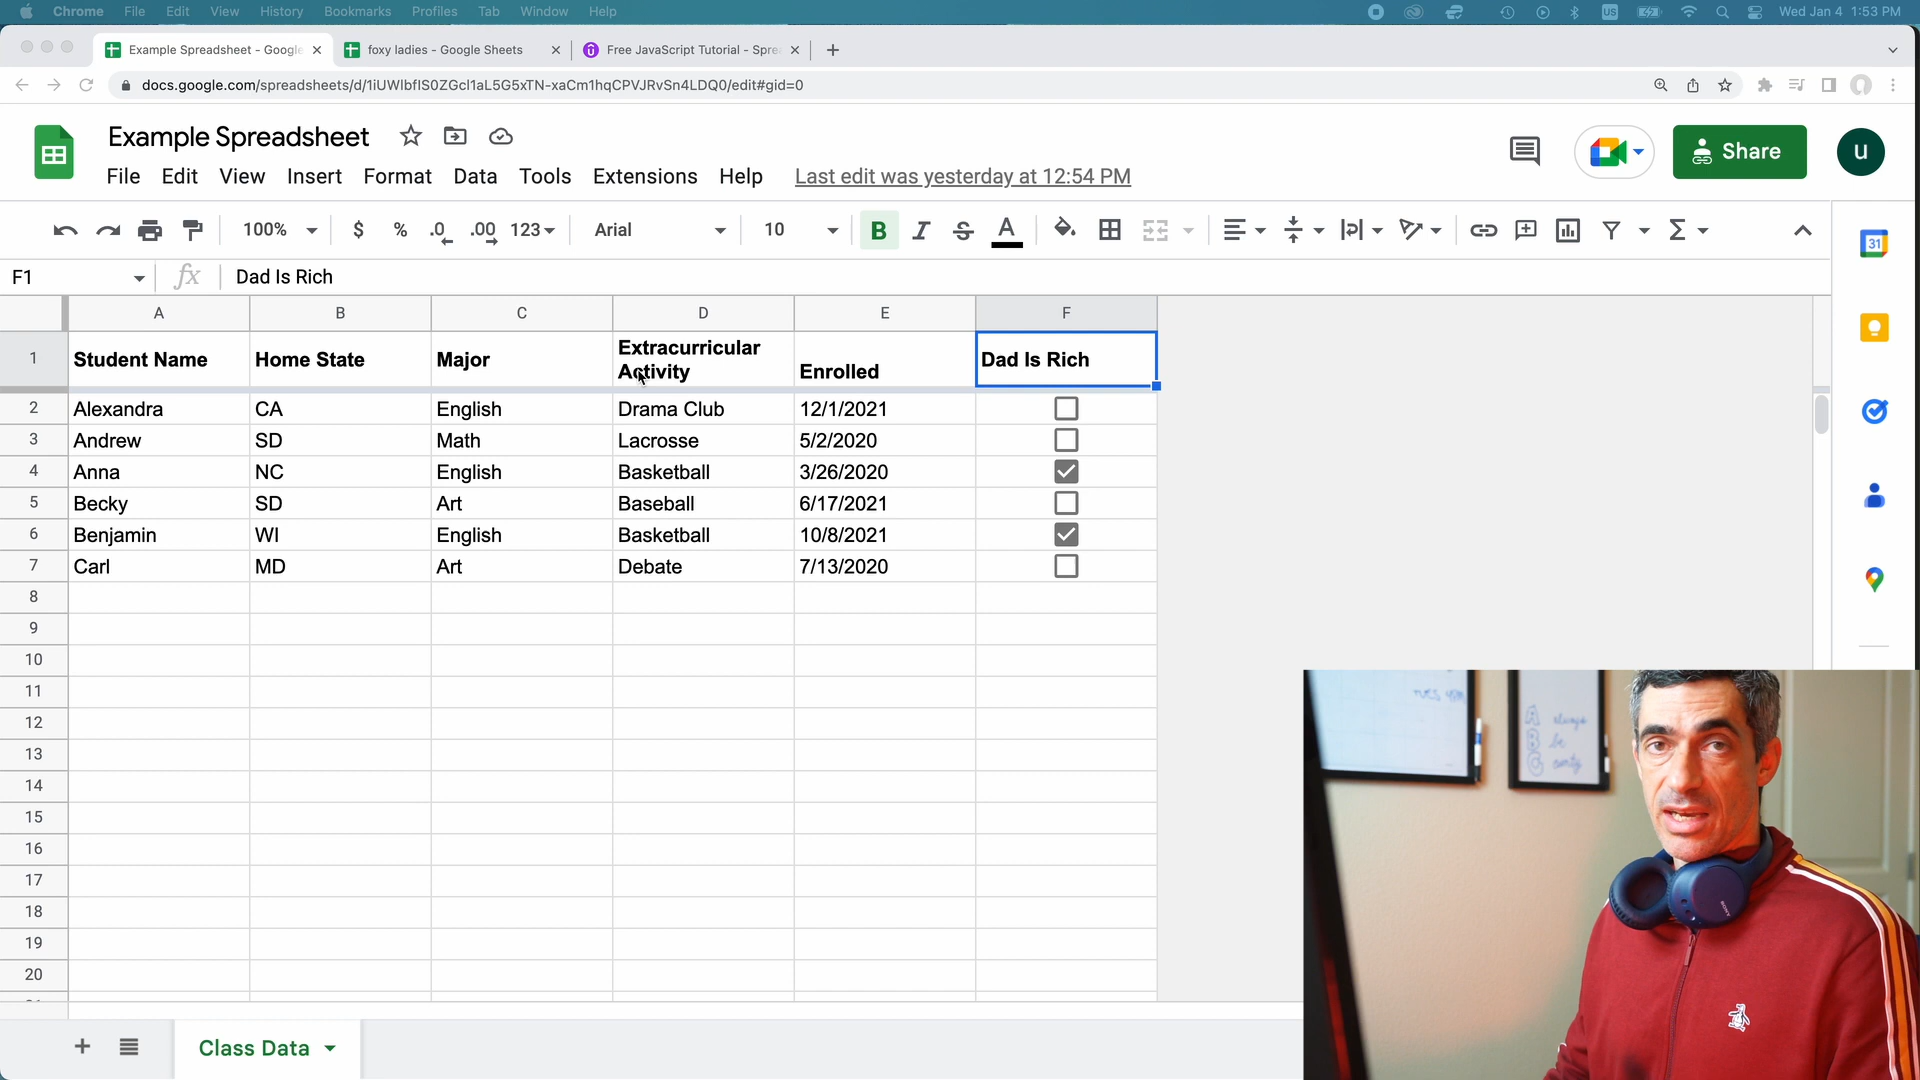 Chrome File Edit View History Bookmarks Profiles Tab Window Help US Wed Jan 4 1:53 PM
Example Spreadsheet - Google foxy ladies - Google Sheets Free JavaScript Tutorial - Spre
docs.google.com/spreadsheets/d/1iUWIbfIS0ZGcl1aL5G5xTN-xaCm1hqCPVJRvSn4LDQ0/edit#gid=0
Example Spreadsheet
Share
u
File Edit View Insert Format Data Tools Extensions Help Last edit was yesterday at 12:54 PM
100% $ % .0 .00 123 Arial 10 B I S A Σ
31
F1 fx Dad Is Rich
A B C D E F
1 Student Name Home State Major Extracurricular Activity Enrolled Dad Is Rich
2 Alexandra CA English Drama Club 12/1/2021
3 Andrew SD Math Lacrosse 5/2/2020
4 Anna NC English Basketball 3/26/2020
5 Becky SD Art Baseball 6/17/2021
6 Benjamin WI English Basketball 10/8/2021
7 Carl MD Art Debate 7/13/2020
8
9
10
11
12
13
14
15
16
17
18
19
20
A always
B be
C
SONY
Class Data